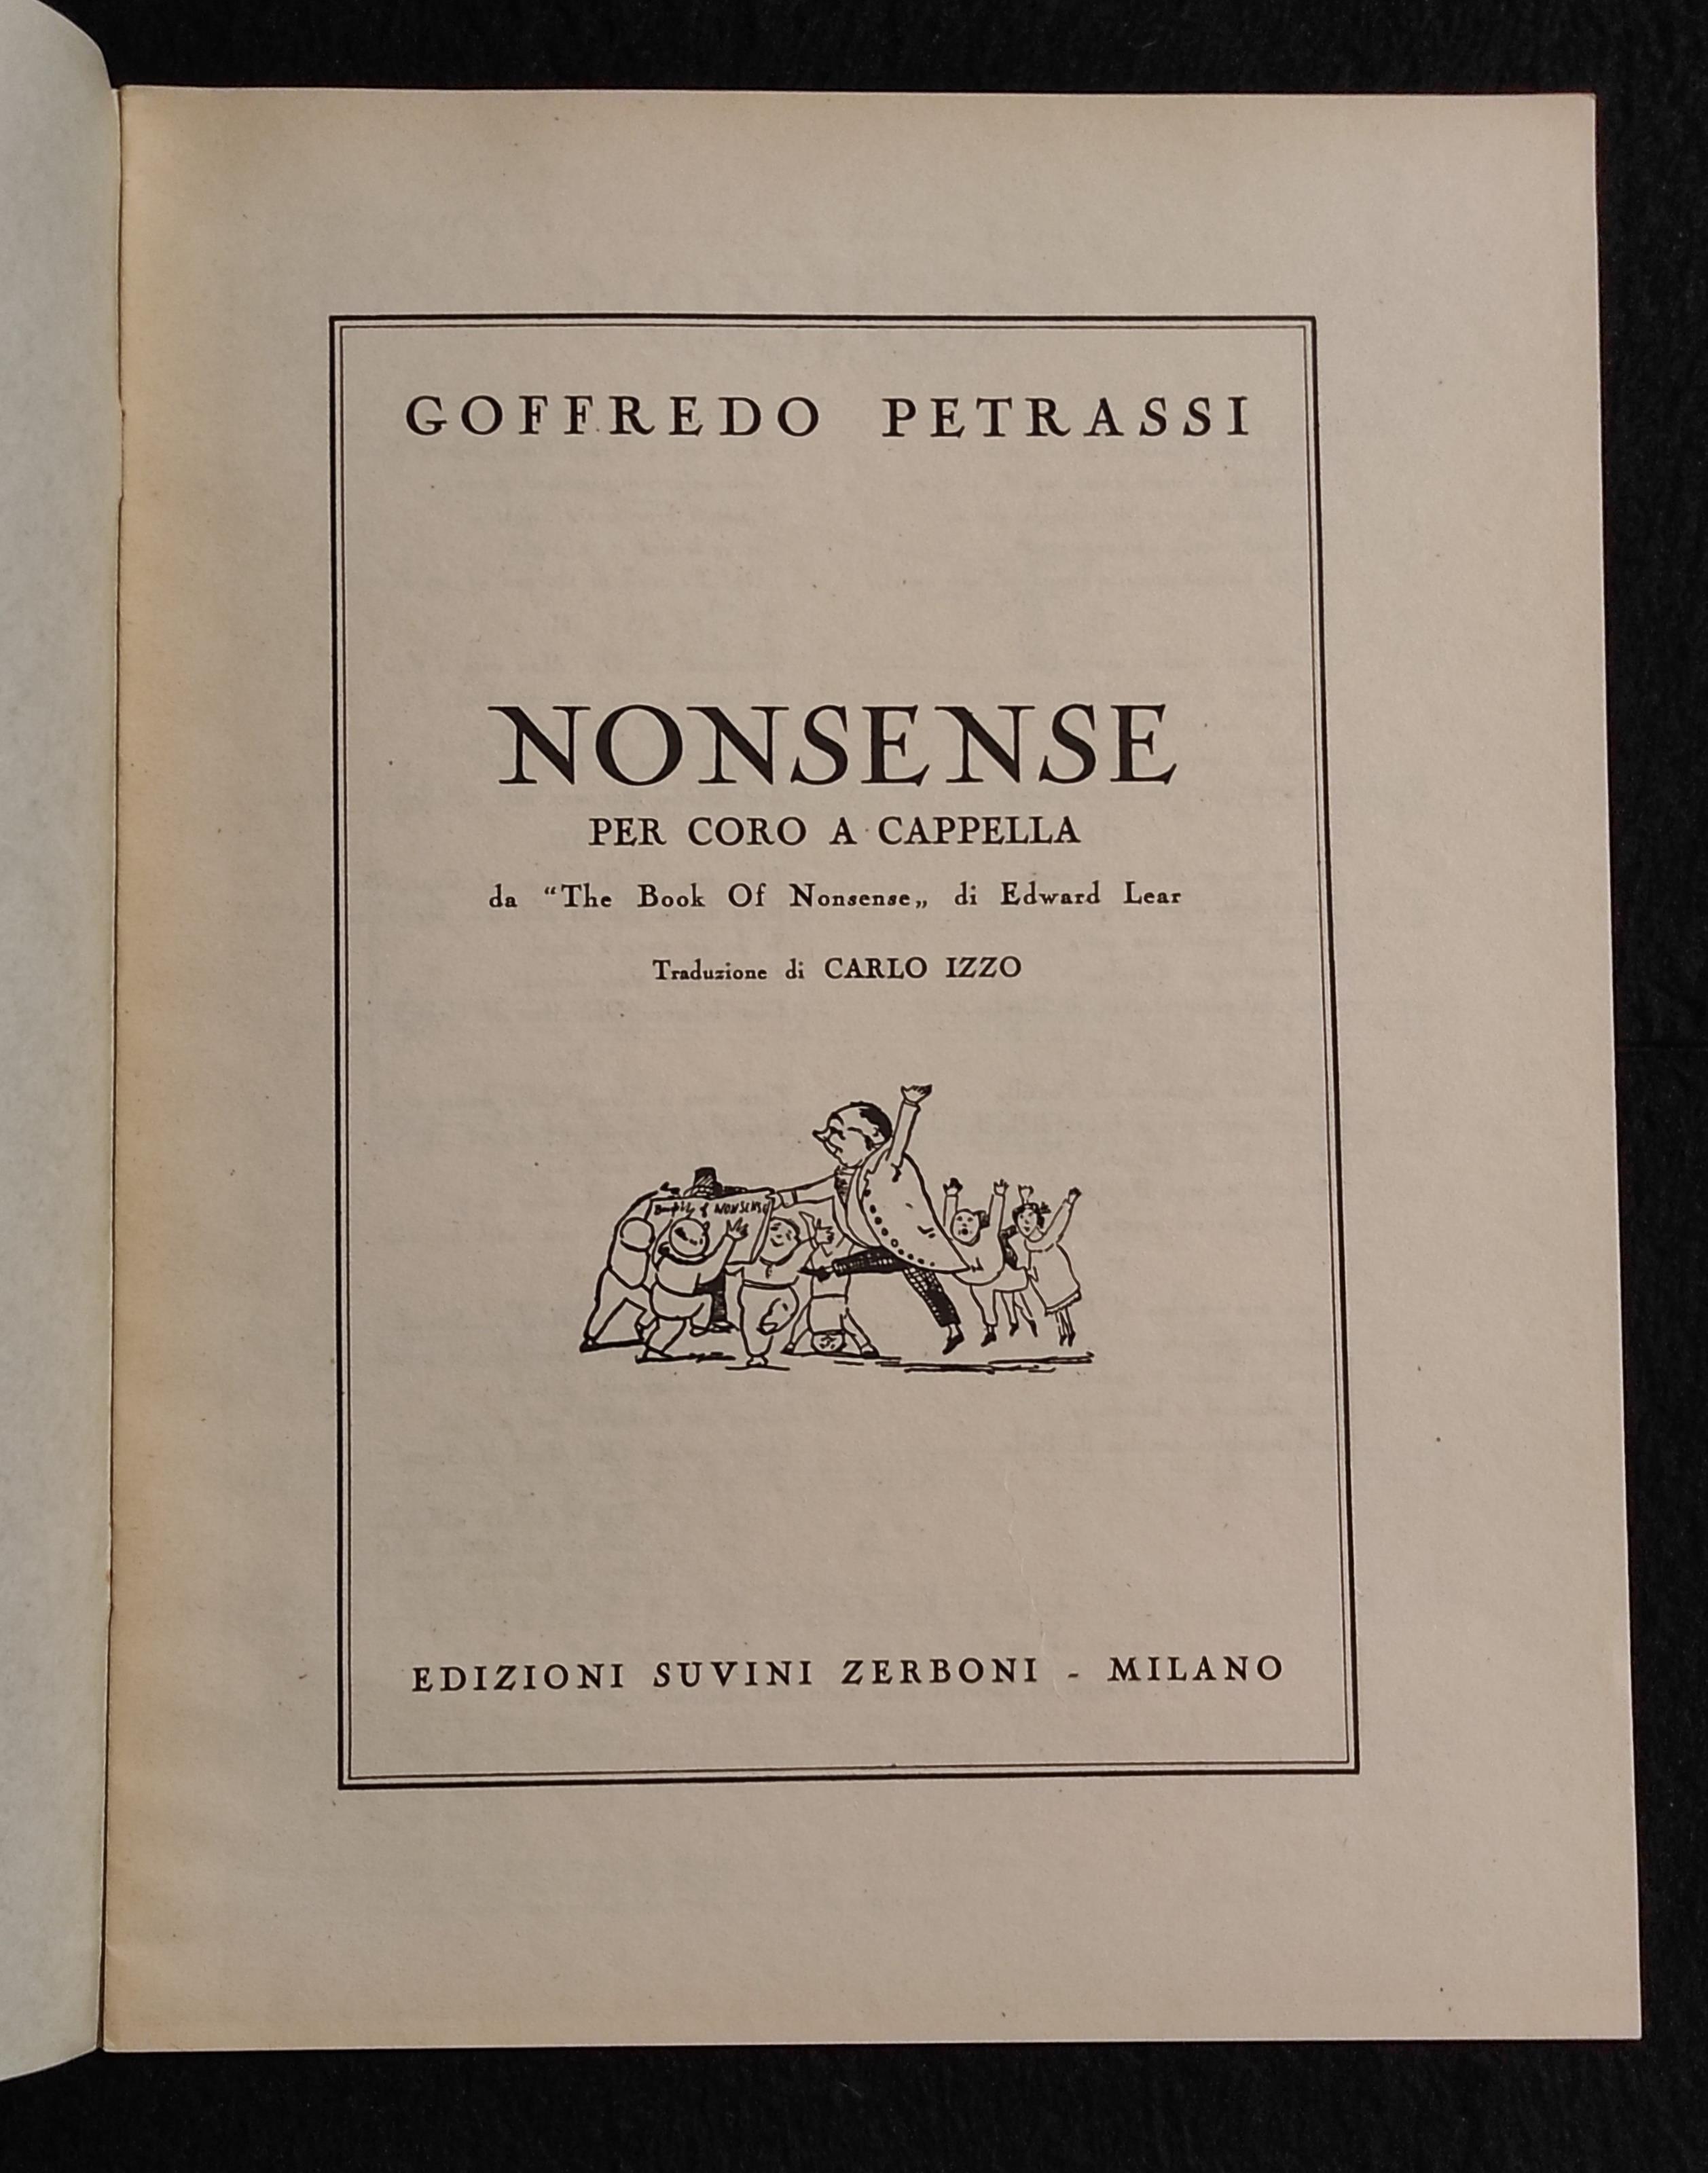 GOFFREDO PETRASSI
NONSENSE
PER CORO A CAPPELLA
da “The Book Of Nonsense„ di Edward Lear
Traduzione di CARLO IZZO
NONSENSE
EDIZIONI SUVINI ZERBONI - MILANO